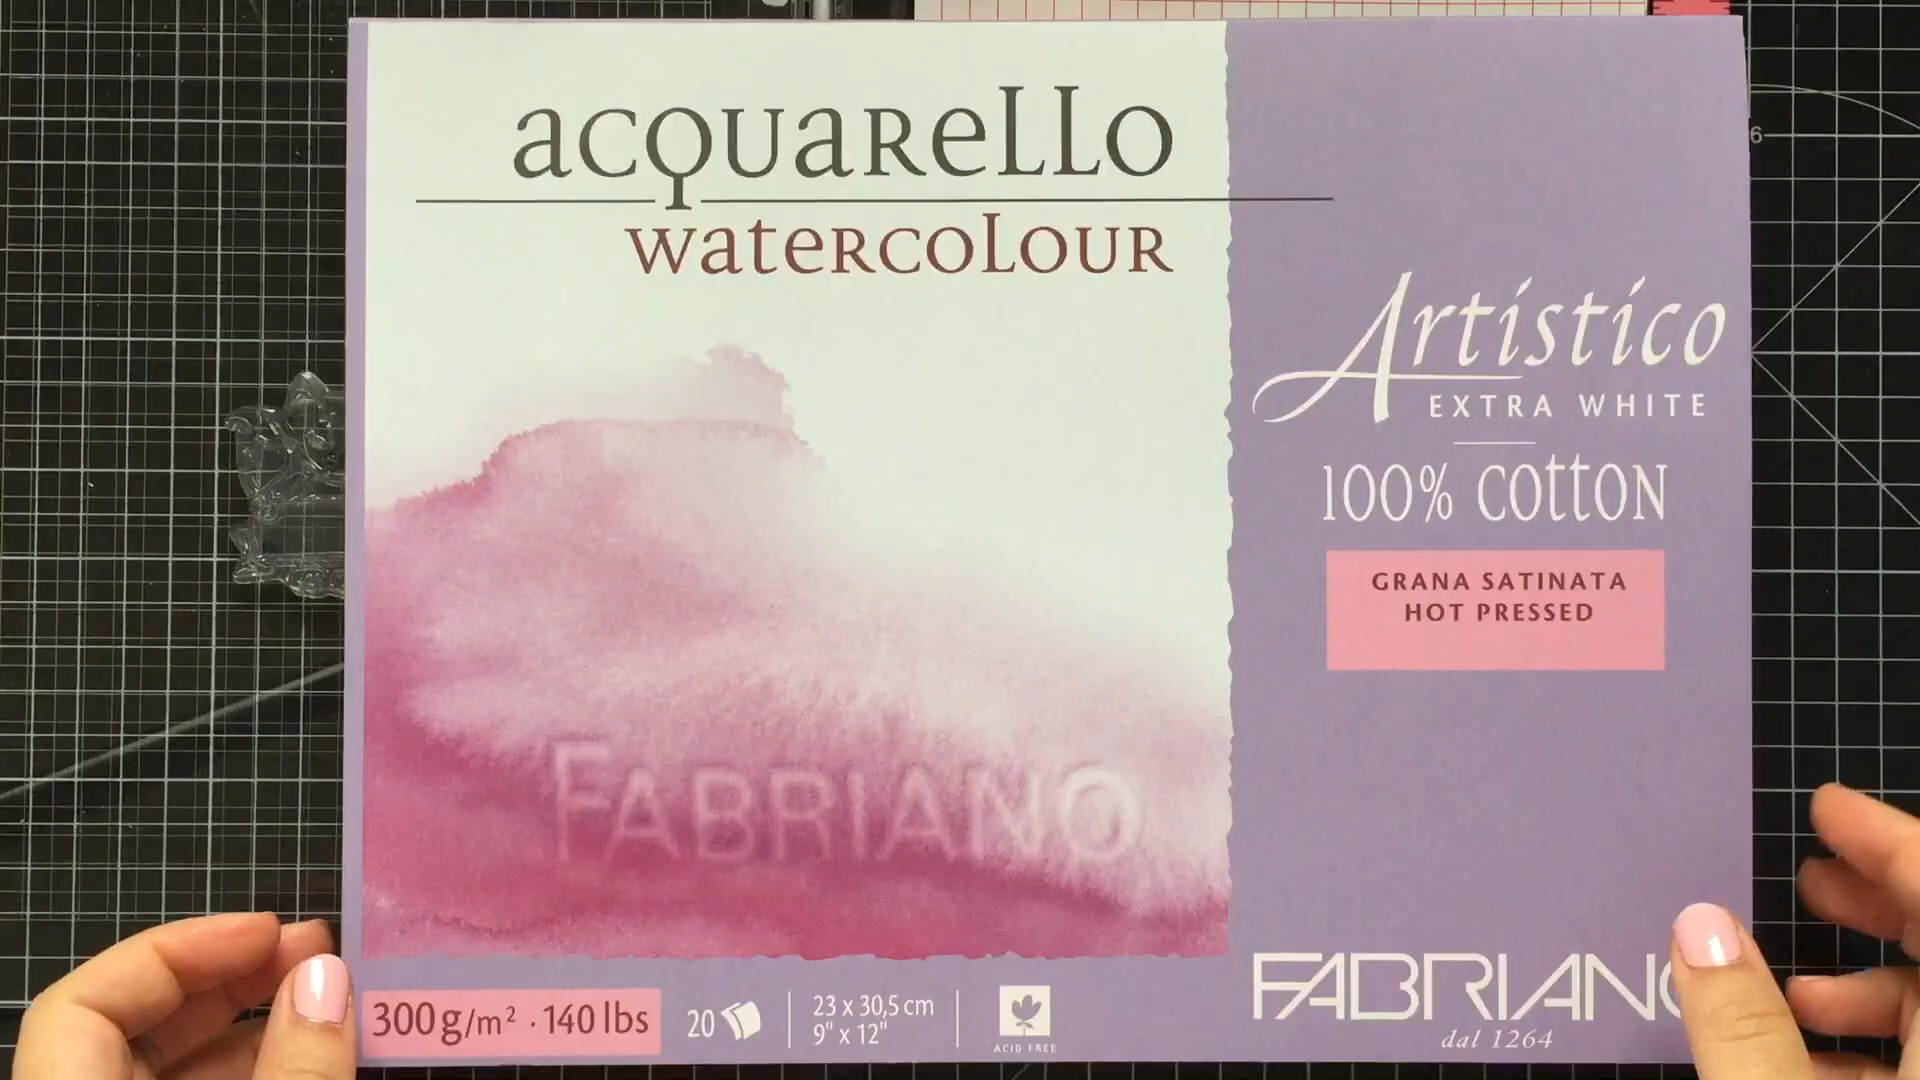 acquarello
watercolour
Artistico
EXTRA WHITE
100% cotton
GRANA SATINATA
HOT PRESSED
FABRIANO
300g/m² · 140 lbs
20
23 x 30,5 cm
9" x 12"
ACID FREE
FABRIANO
dal 1264
6